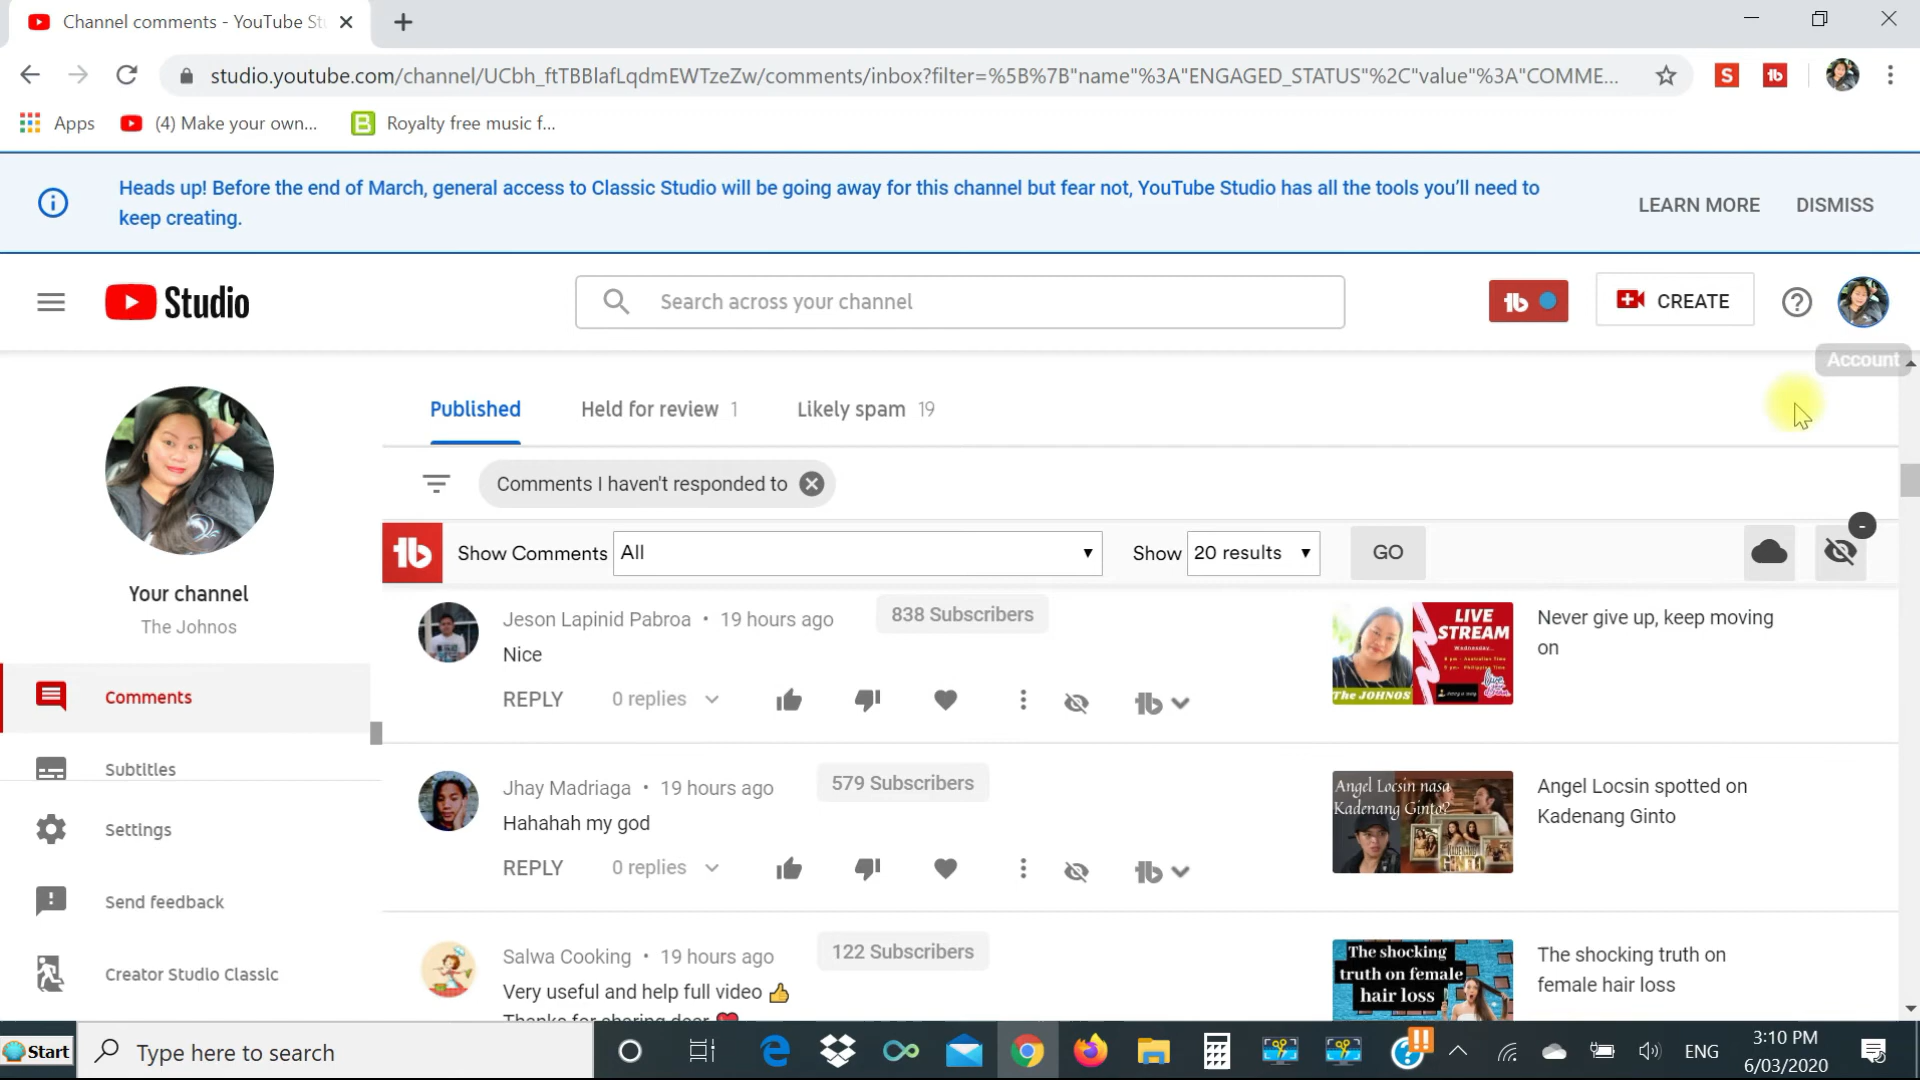 Channel comments - YouTube St
studio.youtube.com/channel/UCbh_ftTBBlafLqdmEWTzeZw/comments/inbox?filter=%5B%7B"name"%3A"ENGAGED_STATUS"%2C"value"%3A"COMME...
S
Apps
(4) Make your own...
B
Royalty free music f...
Heads up! Before the end of March, general access to Classic Studio will be going away for this channel but fear not, YouTube Studio has all the tools you'll need to
keep creating.
LEARN MORE
DISMISS
Studio
Search across your channel
CREATE
Account
Published
Held for review 1
Likely spam 19
Comments I haven't responded to
Show Comments
All
Show
20 results
GO
Your channel
The Johnos
Comments
Subtitles
Settings
Send feedback
Creator Studio Classic
Jeson Lapinid Pabroa • 19 hours ago
838 Subscribers
Nice
REPLY
0 replies
LIVE
STREAM
Wednesday
The JOHNOS
Never give up, keep moving
on
Jhay Madriaga • 19 hours ago
579 Subscribers
Hahahah my god
REPLY
0 replies
Angel Locsin nasa
Kadenang Ginto?
KADENANG
GINTO
Angel Locsin spotted on
Kadenang Ginto
Salwa Cooking • 19 hours ago
122 Subscribers
Very useful and help full video 👍
Thanks for sharing dear ❤
The shocking
truth on female
hair loss
The shocking truth on
female hair loss
Start
Type here to search
ENG
3:10 PM
6/03/2020